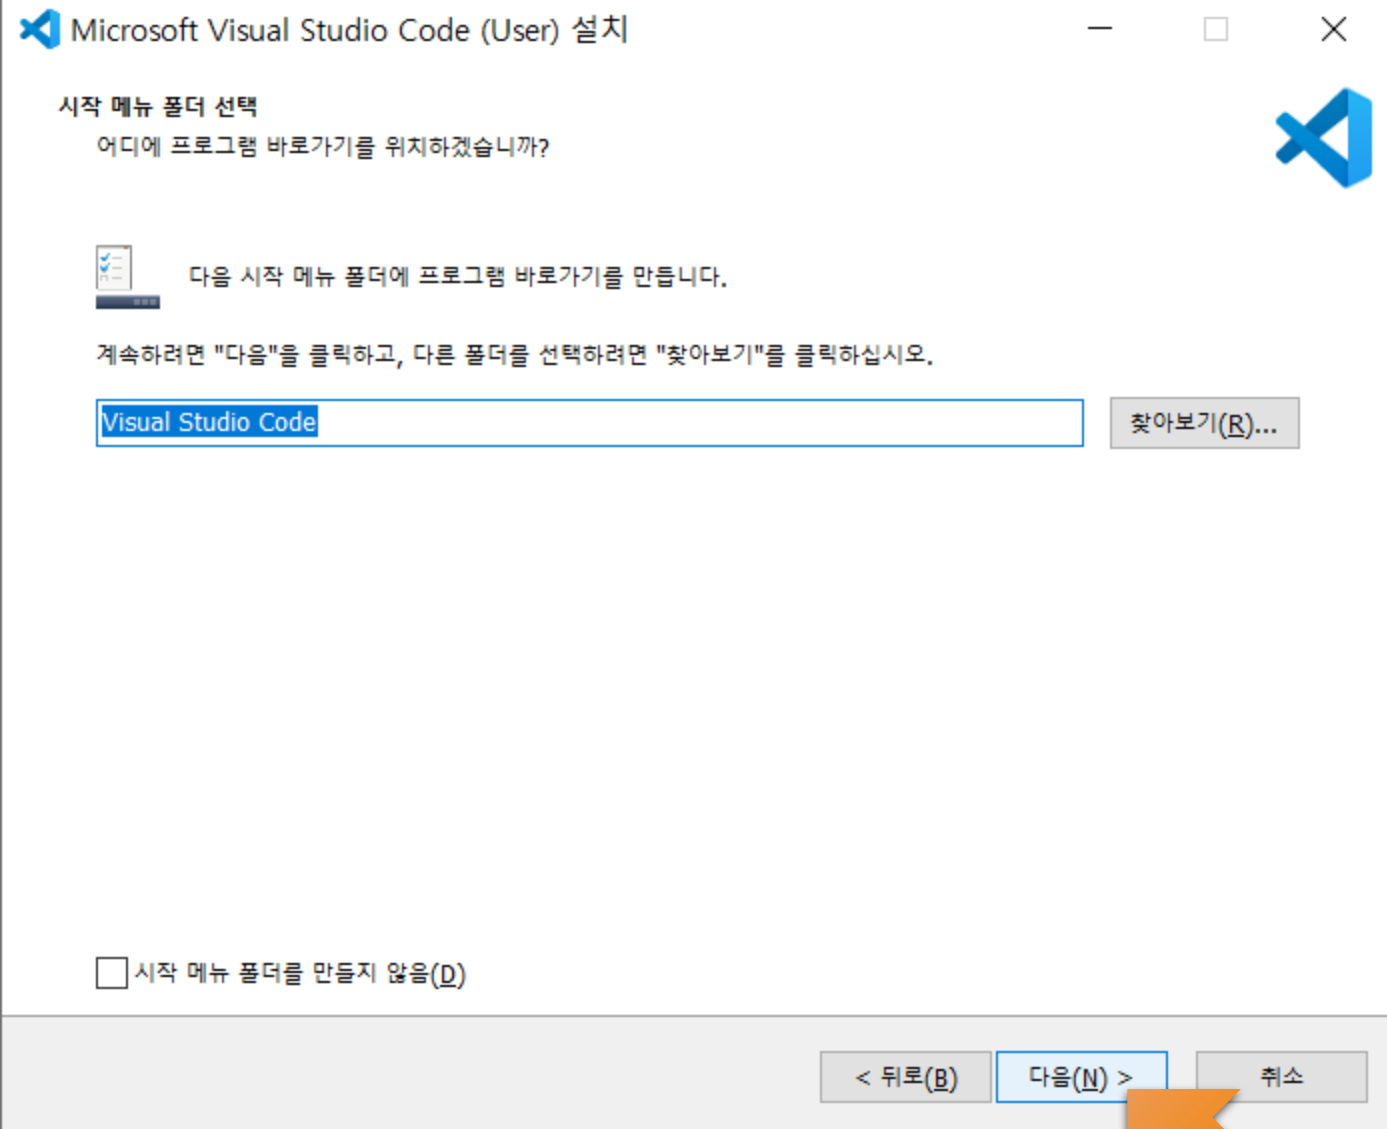 Microsoft Visual Studio Code (User) 설치
시작 메뉴 폴더 선택
어디에 프로그램 바로가기를 위치하겠습니까?
다음 시작 메뉴 폴더에 프로그램 바로가기를 만듭니다.
계속하려면 "다음"을 클릭하고, 다른 폴더를 선택하려면 "찾아보기"를 클릭하십시오.
Visual Studio Code
찾아보기(R)...
시작 메뉴 폴더를 만들지 않음(D)
< 뒤로(B)
다음(N) >
취소